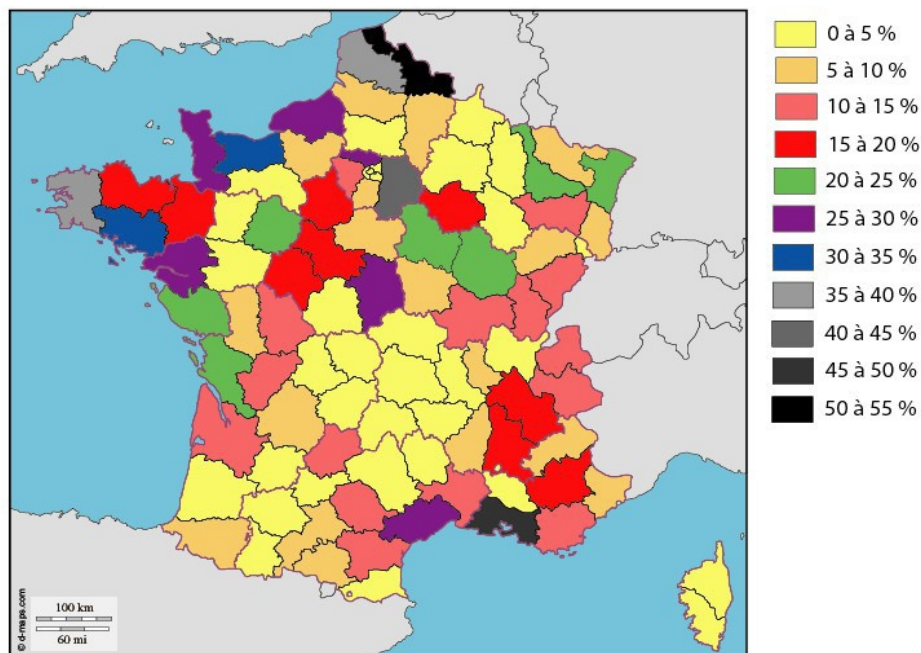 0 à 5 %
5 à 10 %
10 à 15 %
15 à 20 %
20 à 25 %
25 à 30 %
30 à 35 %
35 à 40 %
40 à 45 %
45 à 50 %
50 à 55 %
© d-maps.com
100 km
60 mi